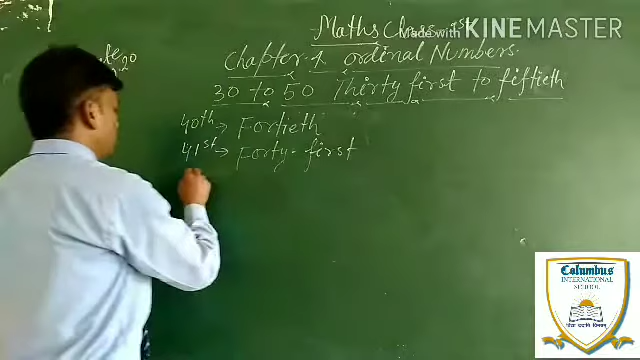 Maths Class 1st
Made with KINEMASTER
Chapter 1 ordinal Numbers.
30 to 50 Thirty first to fiftieth
40th → Fortieth
41st → Forty-first
Columbus
INTERNATIONAL
SCHOOL